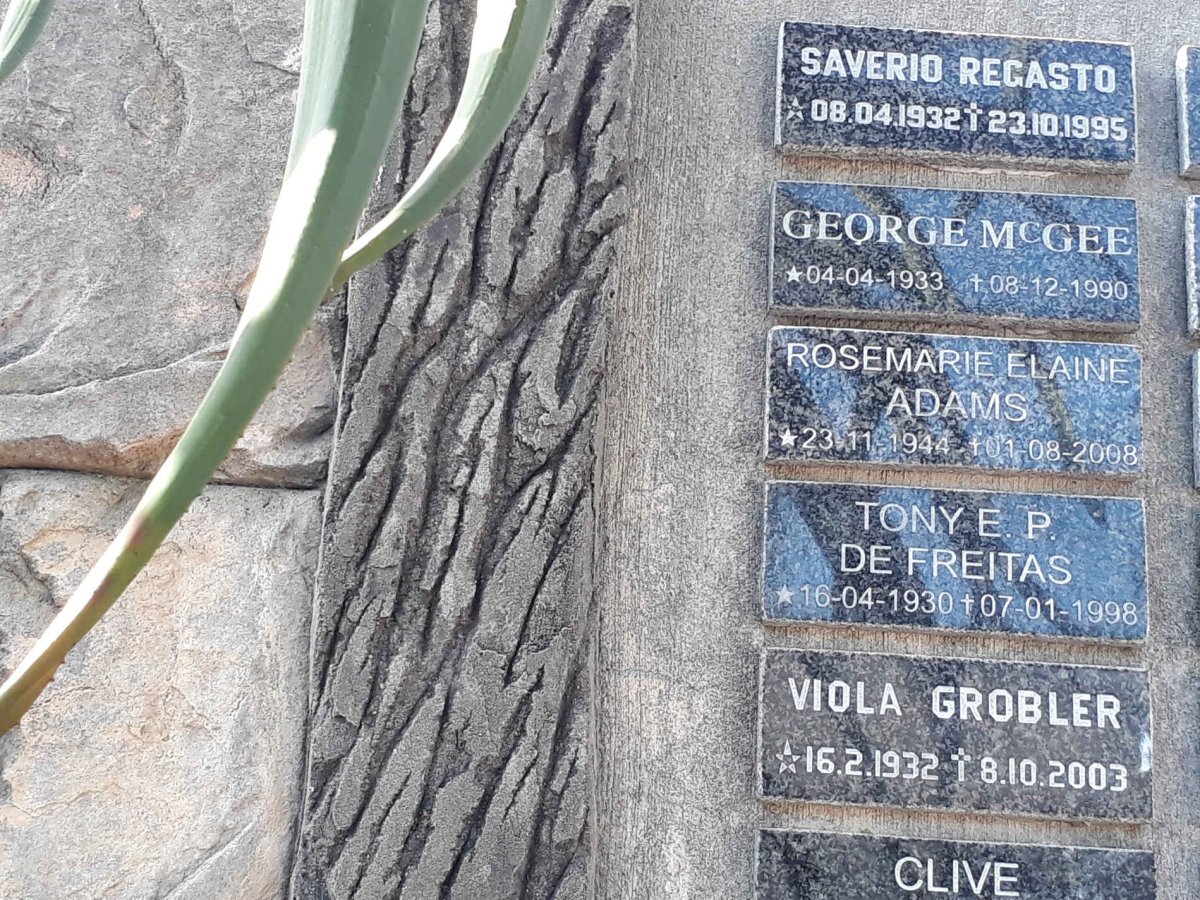 SAVERIO REGASTO
☆08.04.1932†23.10.1995
GEORGE McGEE
★04-04-1933 †08-12-1990
ROSEMARIE ELAINE
ADAMS
★23-11-1944 †01-08-2008
TONY E. P.
DE FREITAS
★16-04-1930 †07-01-1998
VIOLA GROBLER
☆16.2.1932 †8.10.2003
CLIVE